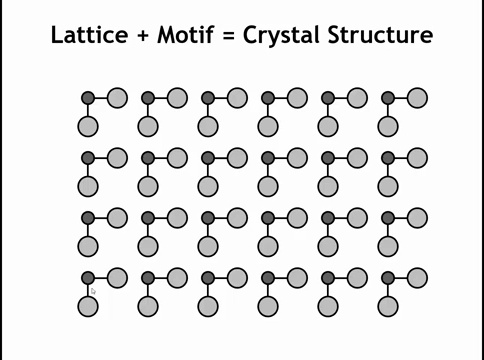 Lattice + Motif = Crystal Structure